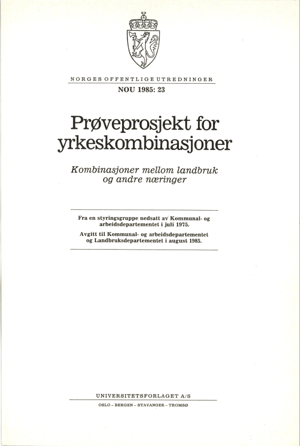 NORGES OFFENTLIGE UTREDNINGER
NOU 1985: 23
Prøveprosjekt for
yrkeskombinasjoner
Kombinasjoner mellom landbruk
og andre næringer
Fra en styringsgruppe nedsatt av Kommunal- og
arbeidsdepartementet i juli 1975.
Avgitt til Kommunal- og arbeidsdepartementet
og Landbruksdepartementet i august 1985.
UNIVERSITETSFORLAGET A/S
OSLO – BERGEN – STAVANGER – TROMSØ